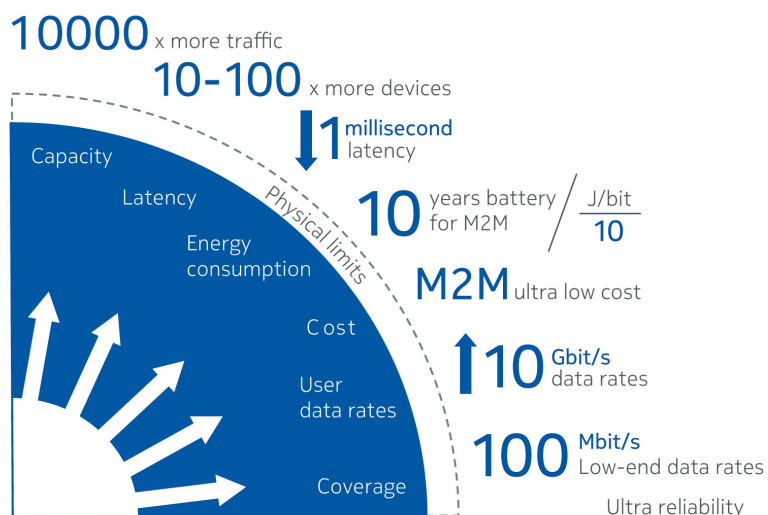 10000 x more traffic
10-100 x more devices
1 millisecond
latency
Capacity
Latency
Physical limits
10 years battery
for M2M
J/bit
10
Energy
consumption
M2M ultra low cost
Cost
10 Gbit/s
data rates
User
data rates
100 Mbit/s
Low-end data rates
Coverage
Ultra reliability